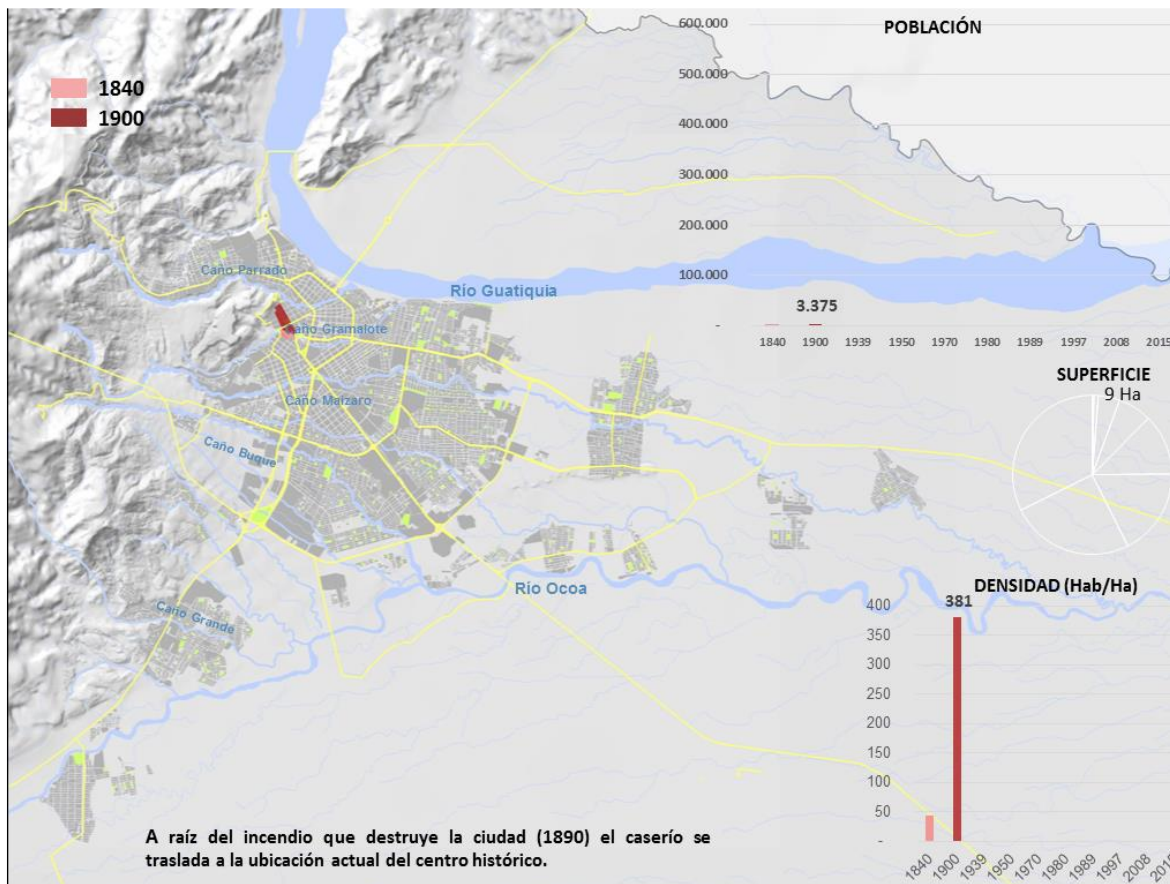 POBLACIÓN
1840
1900
600.000
500.000
400.000
300.000
200.000
100.000
-
3.375
1840 1900 1939 1950 1970 1980 1989 1997 2008 2015
Caño Parrado
Río Guatiquia
Caño Gramalote
Caño Maizaro
Caño Buque
Río Ocoa
Caño Grande
SUPERFICIE
9 Ha
DENSIDAD (Hab/Ha)
381
400
350
300
250
200
150
100
50
-
1840 1900 1939 1950 1970 1980 1989 1997 2008
A raíz del incendio que destruye la ciudad (1890) el caserío se
traslada a la ubicación actual del centro histórico.